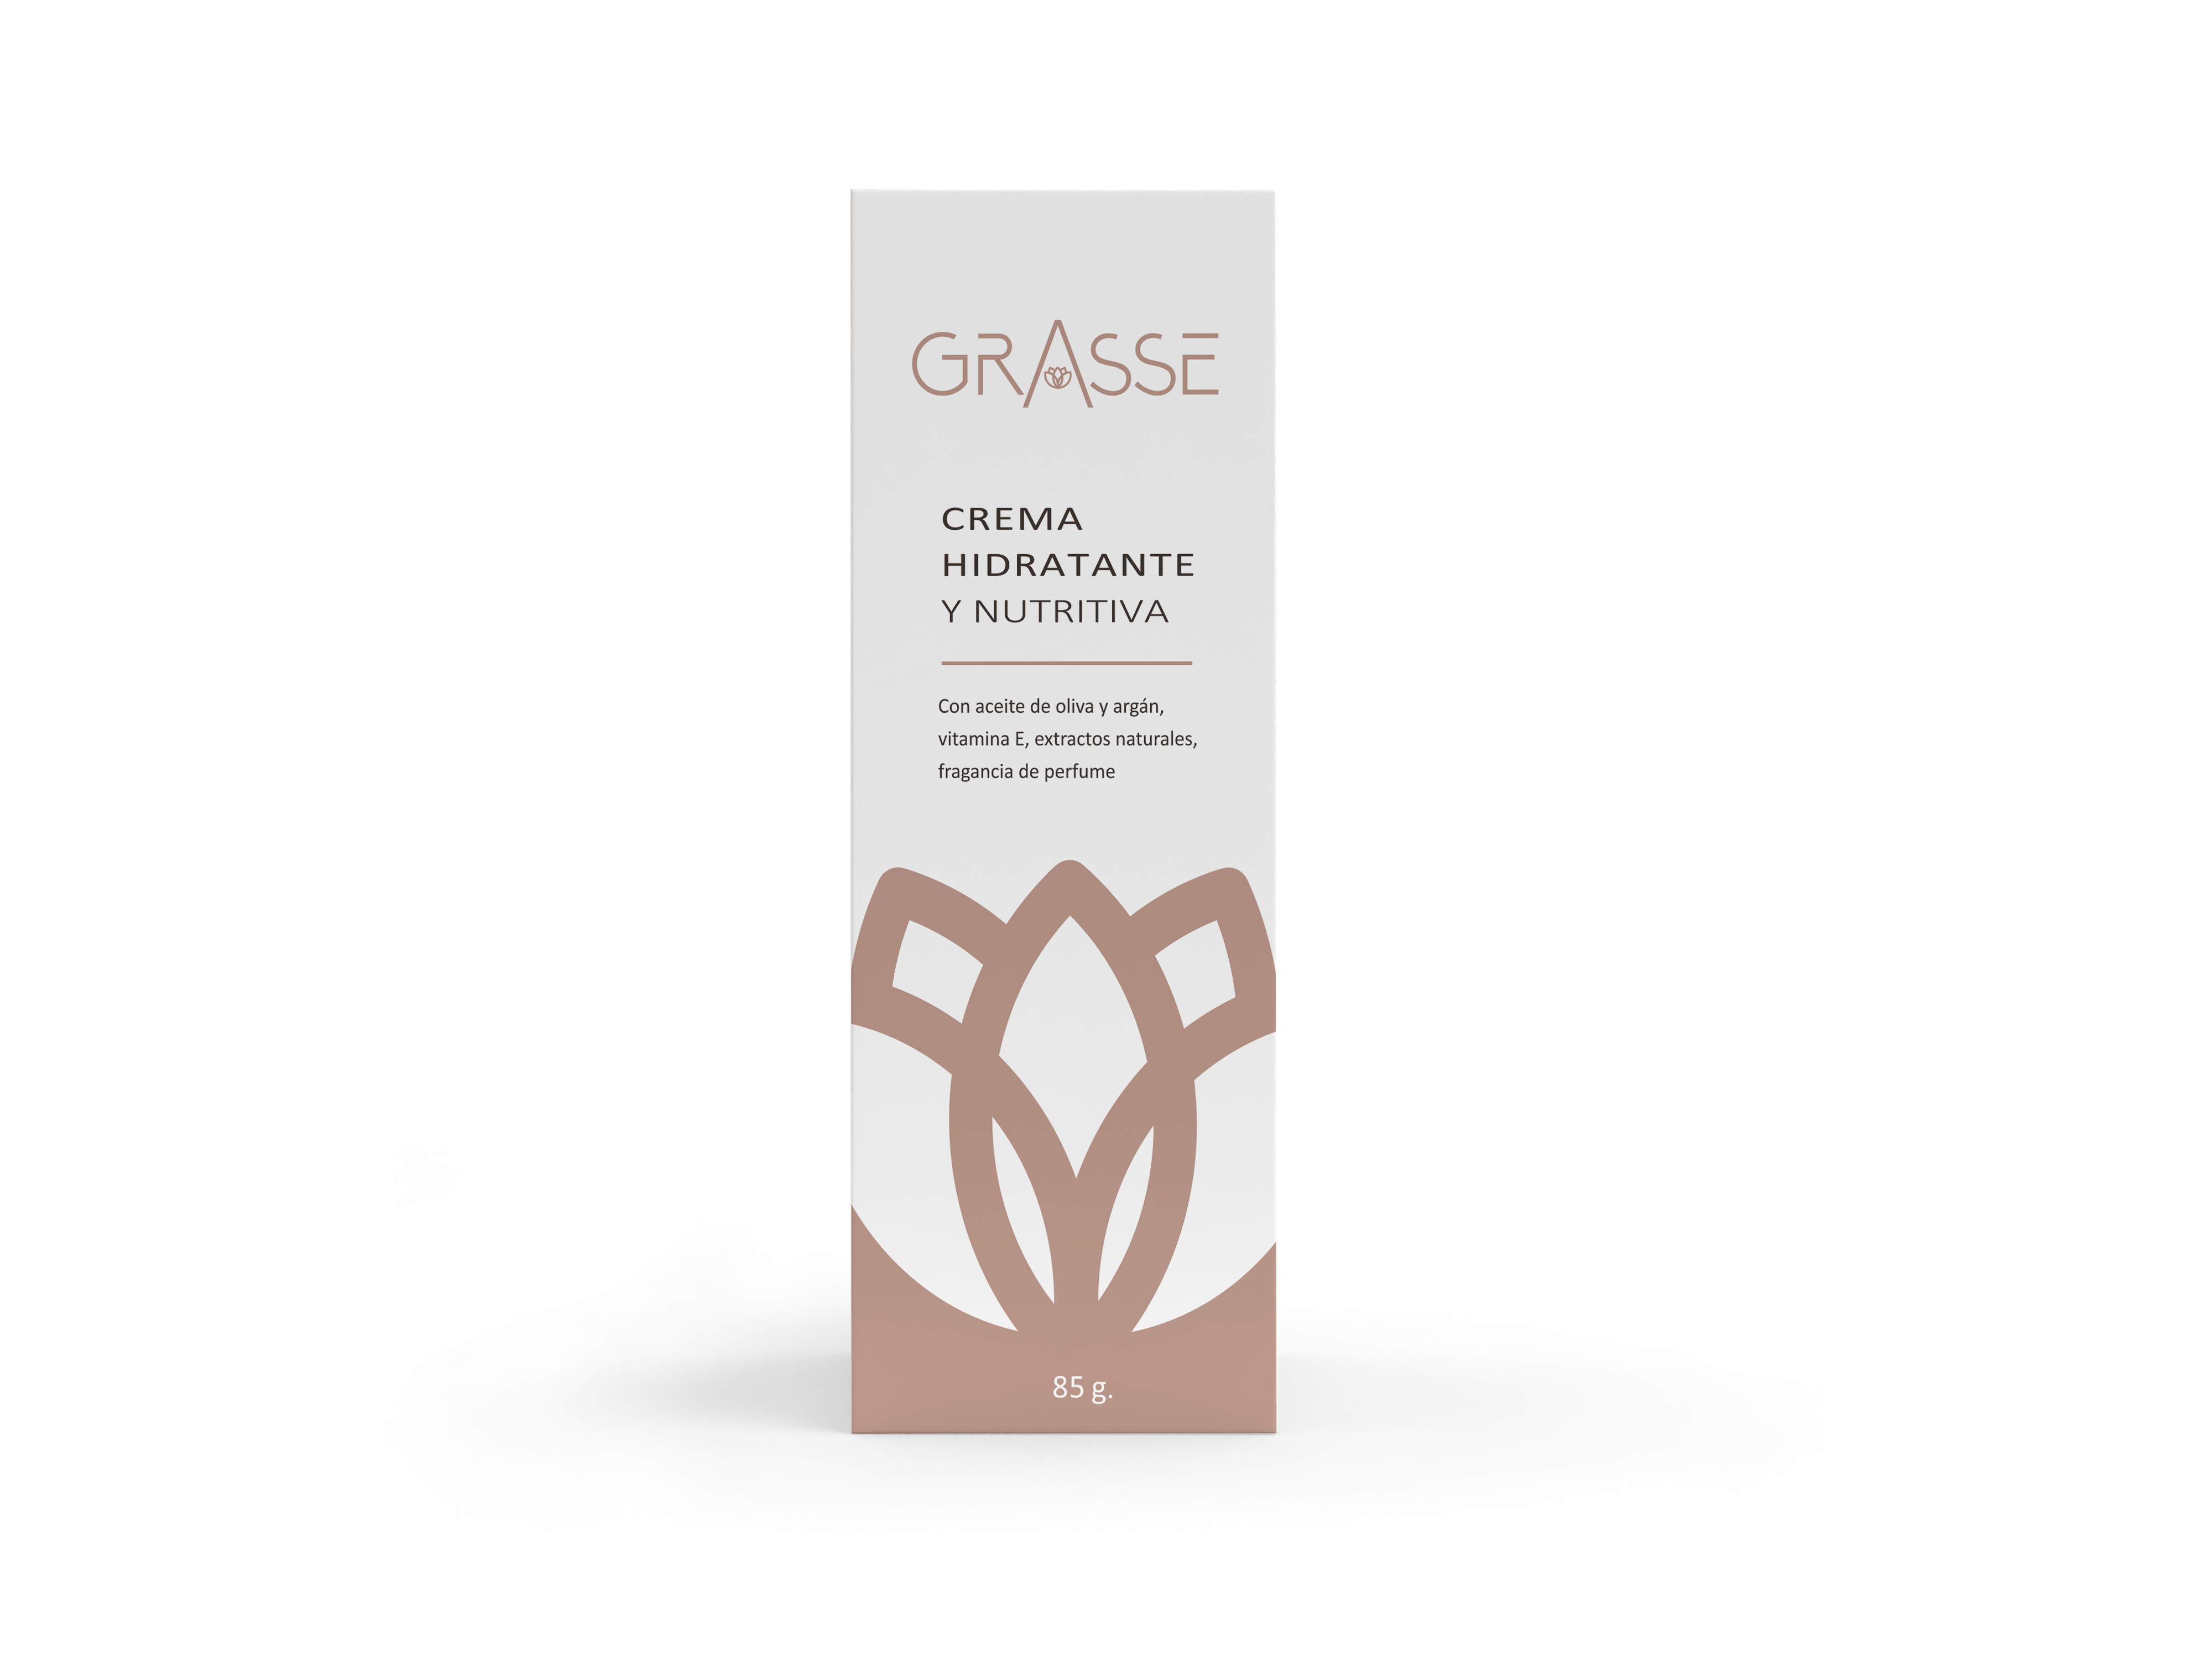 GRASSE
CREMA
HIDRATANTE
Y NUTRITIVA
Con aceite de oliva y argán,
vitamina E, extractos naturales,
fragancia de perfume
85 g.